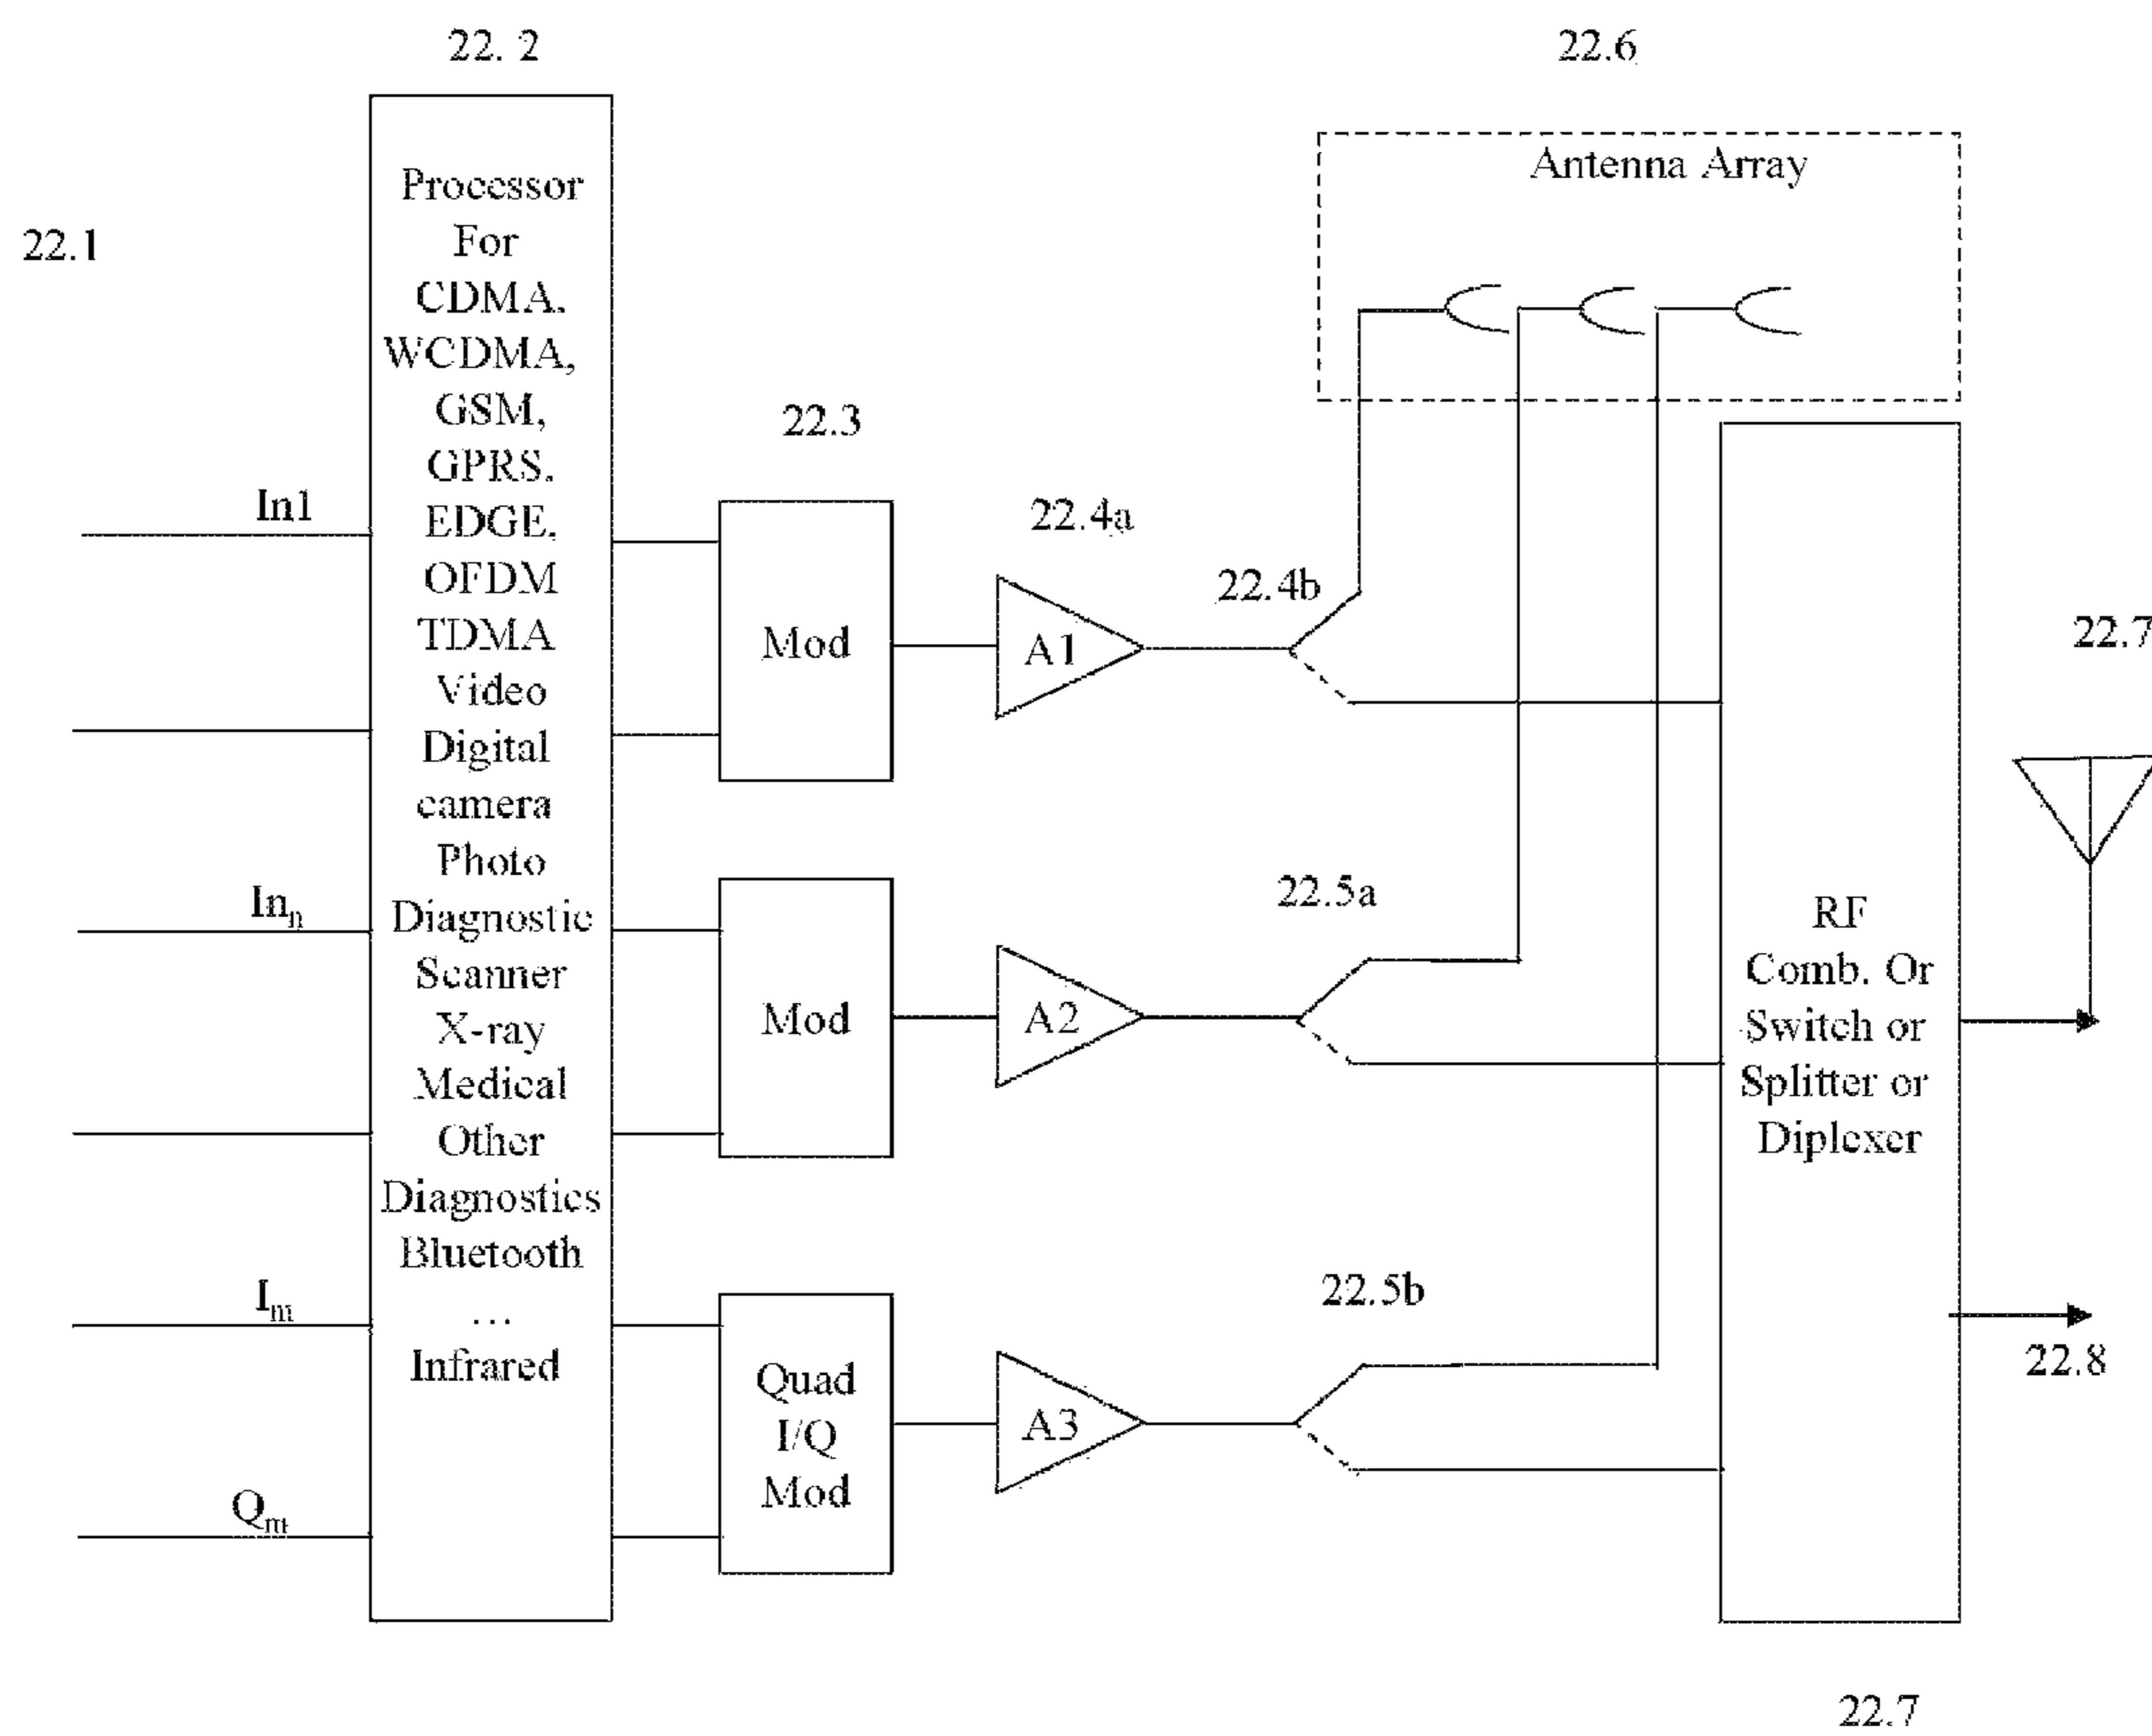 22. 2
22.6
Antenna Array
22.1
Processor
For
CDMA,
WCDMA,
GSM,
GPRS,
EDGE,
OFDM
TDMA
Video
Digital
camera
Photo
Diagnostic
Scanner
X-ray
Medical
Other
Diagnostics
Bluetooth
...
Infrared
In1
Inn
Im
Qm
22.3
Mod
Mod
Quad
I/Q
Mod
22.4a
A1
22.4b
22.5a
A2
22.5b
A3
RF
Comb. Or
Switch or
Splitter or
Diplexer
22.7
22.8
22.7